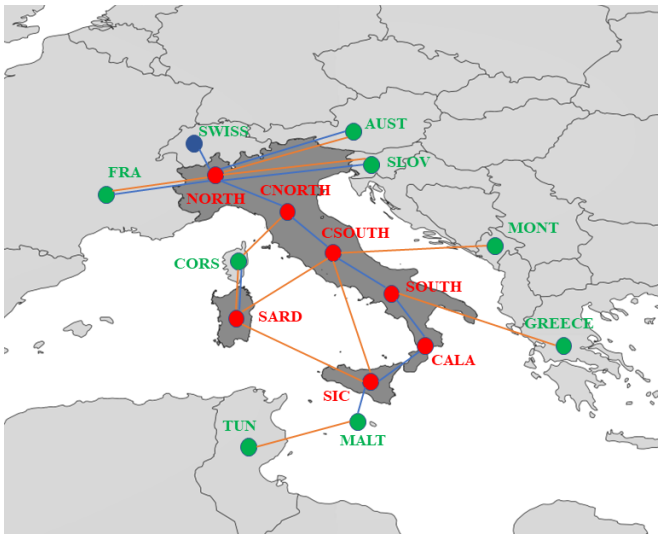 SWISS
AUST
SLOV
FRA
NORTH
CNORTH
CSOUTH
MONT
CORS
SOUTH
SARD
GREECE
CALA
SIC
TUN
MALT